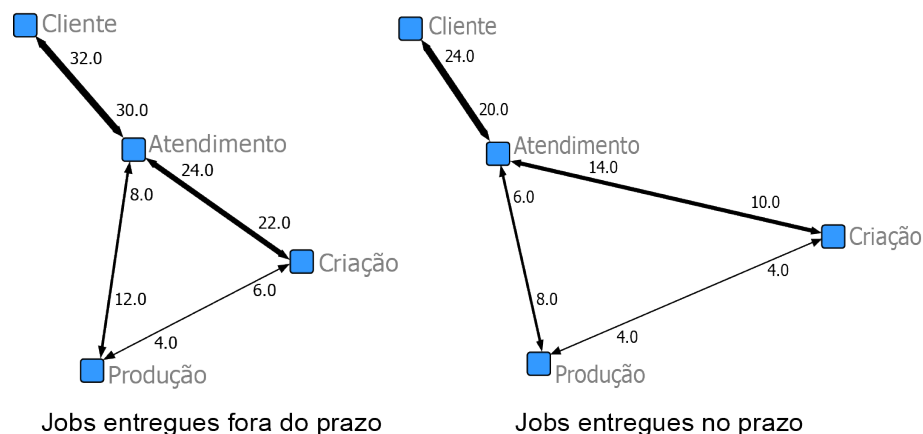 Cliente
32.0
30.0
Atendimento
24.0
8.0
22.0
Criação
6.0
12.0
4.0
Produção
Jobs entregues fora do prazo
Cliente
24.0
20.0
Atendimento
14.0
6.0
10.0
Criação
4.0
8.0
4.0
Produção
Jobs entregues no prazo